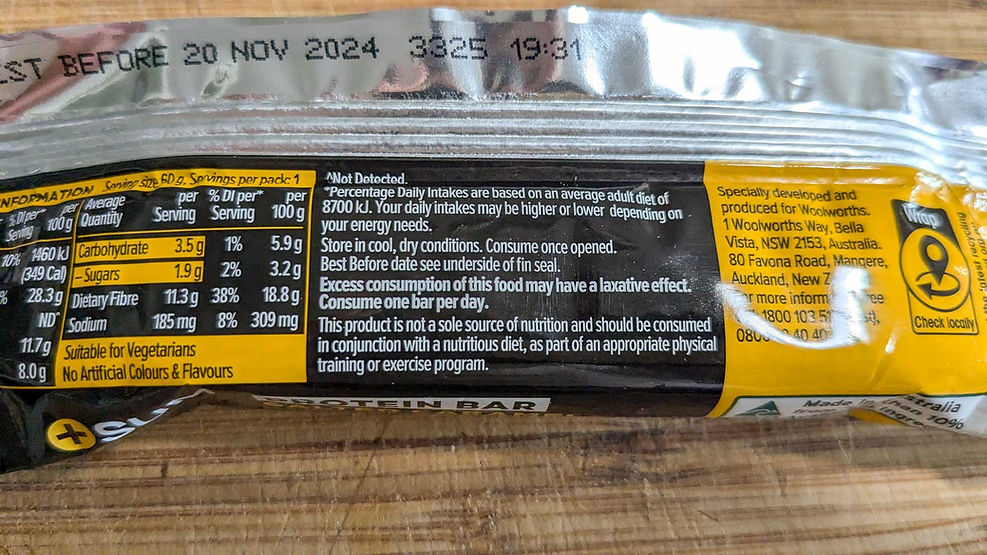 BEFORE 20 NOV 2024 3325 19:31
INFORMATION Serving size 60 g, Servings per pack: 1
% DI per* Serving per 100 g Average Quantity per Serving % DI per* Serving per 100 g
10% 1460 kJ (349 Cal)
28.3 g
ND^
11.7 g
8.0 g
Carbohydrate 3.5 g 1% 5.9 g
–Sugars 1.9 g 2% 3.2 g
Dietary Fibre 11.3 g 38% 18.8 g
Sodium 185 mg 8% 309 mg
Suitable for Vegetarians
No Artificial Colours & Flavours
^Not Detected.
*Percentage Daily Intakes are based on an average adult diet of
8700 kJ. Your daily intakes may be higher or lower depending on
your energy needs.
Store in cool, dry conditions. Consume once opened.
Best Before date see underside of fin seal.
Excess consumption of this food may have a laxative effect.
Consume one bar per day.
This product is not a sole source of nutrition and should be consumed
in conjunction with a nutritious diet, as part of an appropriate physical
training or exercise program.
Specially developed and
produced for Woolworths.
1 Woolworths Way, Bella
Vista, NSW 2153, Australia.
80 Favona Road, Mangere,
Auckland, New
more
1800 103
Wrap
Check locally
PROTEIN BAR
Made in
than 10%